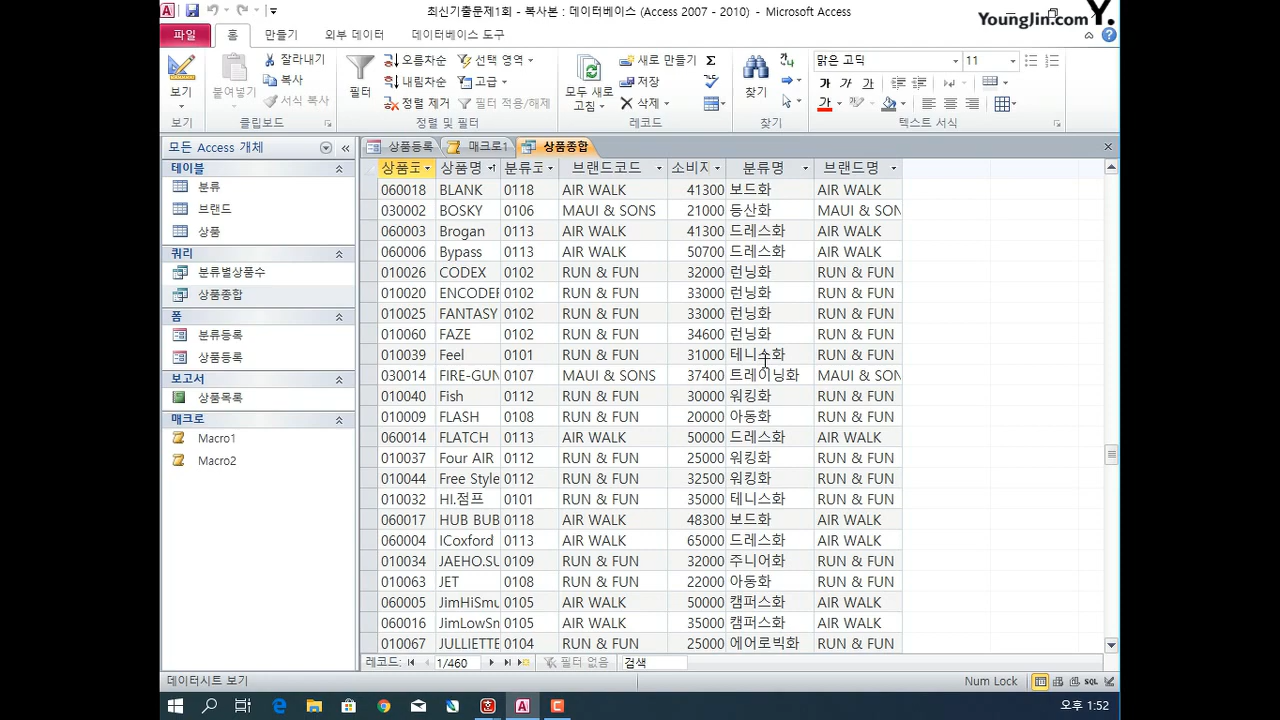 최신기출문제1회 - 복사본 : 데이터베이스 (Access 2007 - 2010) - Microsoft Access
YoungJin.com Y.
파일 홈 만들기 외부 데이터 데이터베이스 도구
보기
붙여넣기
잘라내기
복사
서식 복사
필터
오름차순
내림차순
정렬 제거
선택 영역
고급
필터 적용/해제
모두 새로 고침
새로 만들기
저장
삭제
찾기
맑은 고딕 11
가 가 가
가
보기 클립보드 정렬 및 필터 레코드 찾기 텍스트 서식
모든 Access 개체
테이블
분류
브랜드
상품
쿼리
분류별상품수
상품종합
폼
분류등록
상품등록
보고서
상품목록
매크로
Macro1
Macro2
상품등록 매크로1 상품종합
상품코 상품명 분류코 브랜드코드 소비자 분류명 브랜드명
060018 BLANK 0118 AIR WALK 41300 보드화 AIR WALK
030002 BOSKY 0106 MAUI & SONS 21000 등산화 MAUI & SON
060003 Brogan 0113 AIR WALK 41300 드레스화 AIR WALK
060006 Bypass 0113 AIR WALK 50700 드레스화 AIR WALK
010026 CODEX 0102 RUN & FUN 32000 런닝화 RUN & FUN
010020 ENCODER 0102 RUN & FUN 33000 런닝화 RUN & FUN
010025 FANTASY 0102 RUN & FUN 33000 런닝화 RUN & FUN
010060 FAZE 0102 RUN & FUN 34600 런닝화 RUN & FUN
010039 Feel 0101 RUN & FUN 31000 테니스화 RUN & FUN
030014 FIRE-GUN 0107 MAUI & SONS 37400 트레이닝화 MAUI & SON
010040 Fish 0112 RUN & FUN 30000 워킹화 RUN & FUN
010009 FLASH 0108 RUN & FUN 20000 아동화 RUN & FUN
060014 FLATCH 0113 AIR WALK 50000 드레스화 AIR WALK
010037 Four AIR 0112 RUN & FUN 25000 워킹화 RUN & FUN
010044 Free Style 0112 RUN & FUN 32500 워킹화 RUN & FUN
010032 HI.점프 0101 RUN & FUN 35000 테니스화 RUN & FUN
060017 HUB BUB 0118 AIR WALK 48300 보드화 AIR WALK
060004 ICoxford 0113 AIR WALK 65000 드레스화 AIR WALK
010034 JAEHO.SU 0109 RUN & FUN 32000 주니어화 RUN & FUN
010063 JET 0108 RUN & FUN 22000 아동화 RUN & FUN
060005 JimHiSmu 0105 AIR WALK 50000 캠퍼스화 AIR WALK
060016 JimLowSm 0105 AIR WALK 35000 캠퍼스화 AIR WALK
010067 JULLIETTE 0104 RUN & FUN 25000 에어로빅화 RUN & FUN
레코드: 1/460 필터 없음 검색
데이터시트 보기 Num Lock SQL
오후 1:52